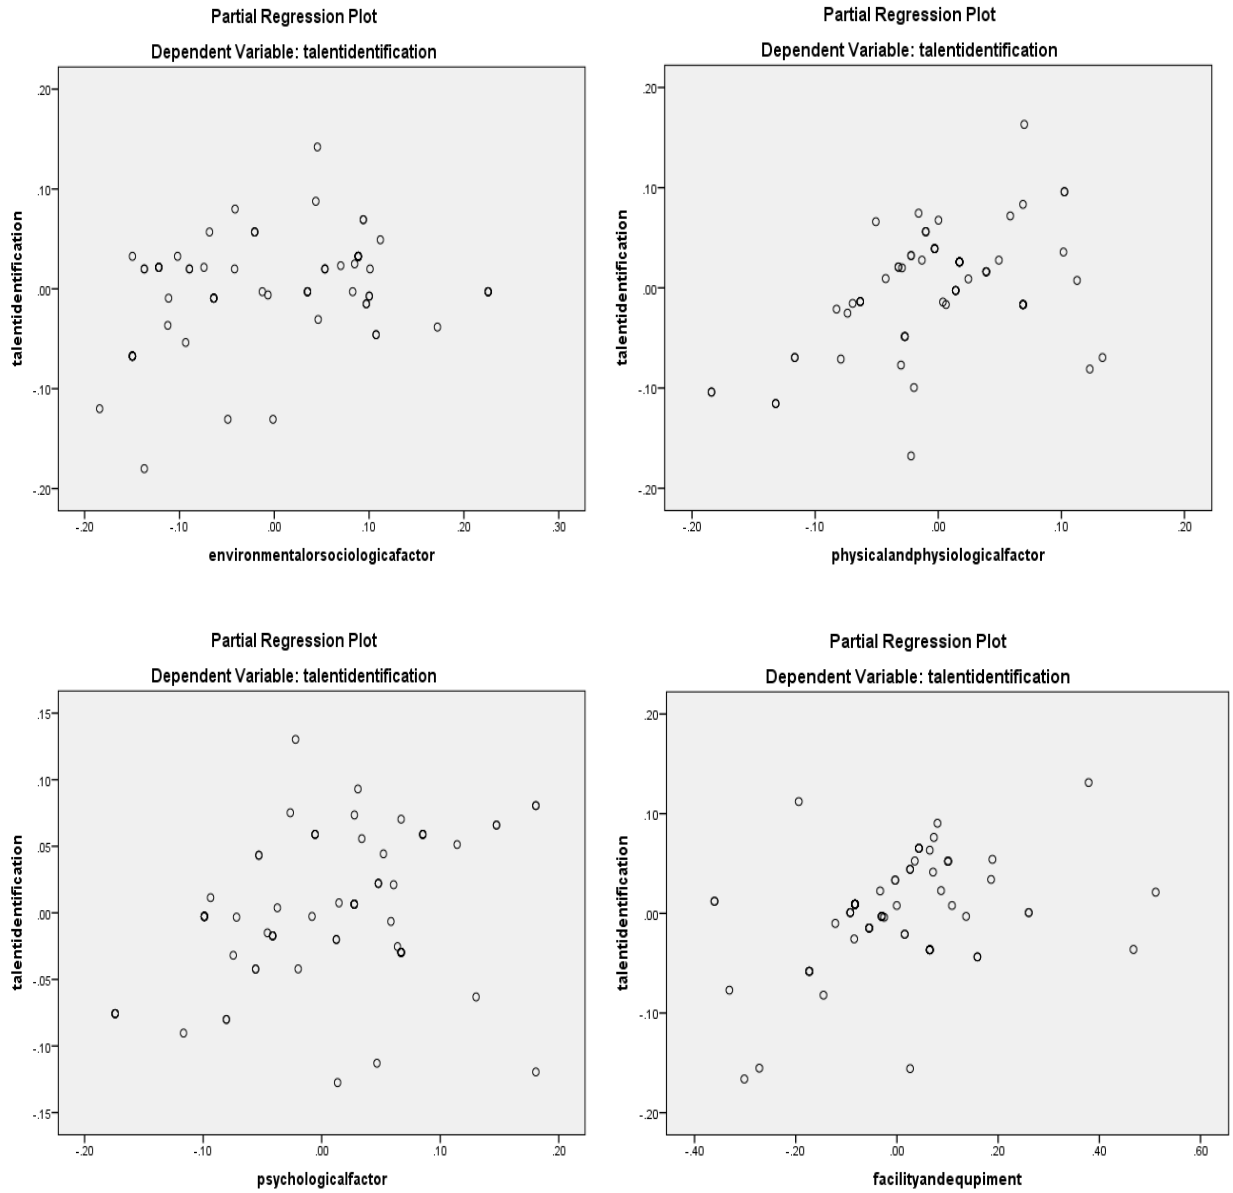 Partial Regression Plot
Dependent Variable: talentidentification
.20
.10
.00
-.10
-.20
talentidentification
-.20 -.10 .00 .10 .20 .30
environmentalorsociologicafactor
Partial Regression Plot
Dependent Variable: talentidentification
.20
.10
.00
-.10
-.20
talentidentification
-.20 -.10 .00 .10 .20
physicalandphysiologicalfactor
Partial Regression Plot
Dependent Variable: talentidentification
.15
.10
.05
.00
-.05
-.10
-.15
talentidentification
-.20 -.10 .00 .10 .20
psychologicalfactor
Partial Regression Plot
Dependent Variable: talentidentification
.20
.10
.00
-.10
-.20
talentidentification
-.40 -.20 .00 .20 .40 .60
facilityandequpiment